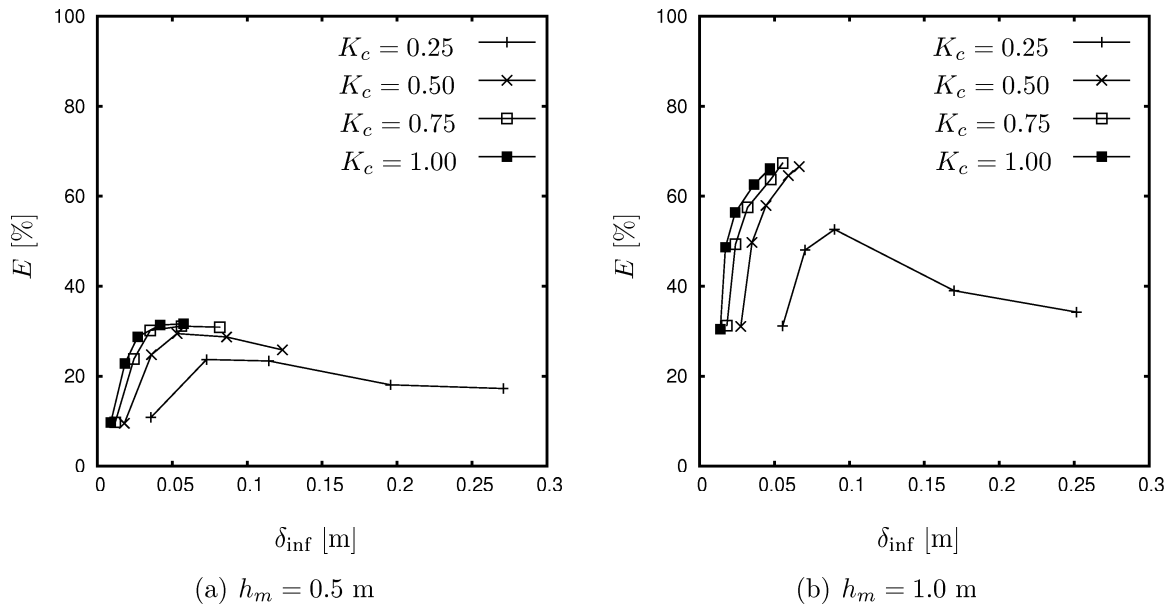 100
80
60
40
20
0
E [%]
K_c = 0.25
K_c = 0.50
K_c = 0.75
K_c = 1.00
0 0.05 0.1 0.15 0.2 0.25 0.3
δ_inf [m]
(a) h_m = 0.5 m
100
80
60
40
20
0
E [%]
K_c = 0.25
K_c = 0.50
K_c = 0.75
K_c = 1.00
0 0.05 0.1 0.15 0.2 0.25 0.3
δ_inf [m]
(b) h_m = 1.0 m